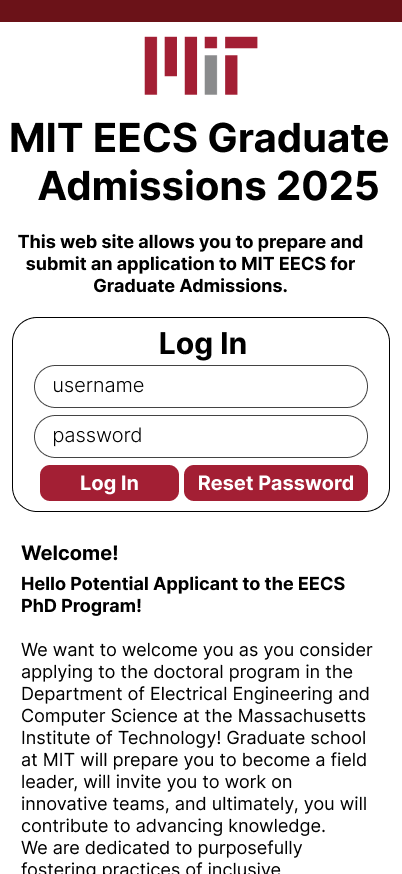 MIT
MIT EECS Graduate
Admissions 2025
This web site allows you to prepare and
submit an application to MIT EECS for
Graduate Admissions.
Log In
username
password
Log In
Reset Password
Welcome!
Hello Potential Applicant to the EECS
PhD Program!
We want to welcome you as you consider
applying to the doctoral program in the
Department of Electrical Engineering and
Computer Science at the Massachusetts
Institute of Technology! Graduate school
at MIT will prepare you to become a field
leader, will invite you to work on
innovative teams, and ultimately, you will
contribute to advancing knowledge.
We are dedicated to purposefully
fostering practices of inclusive